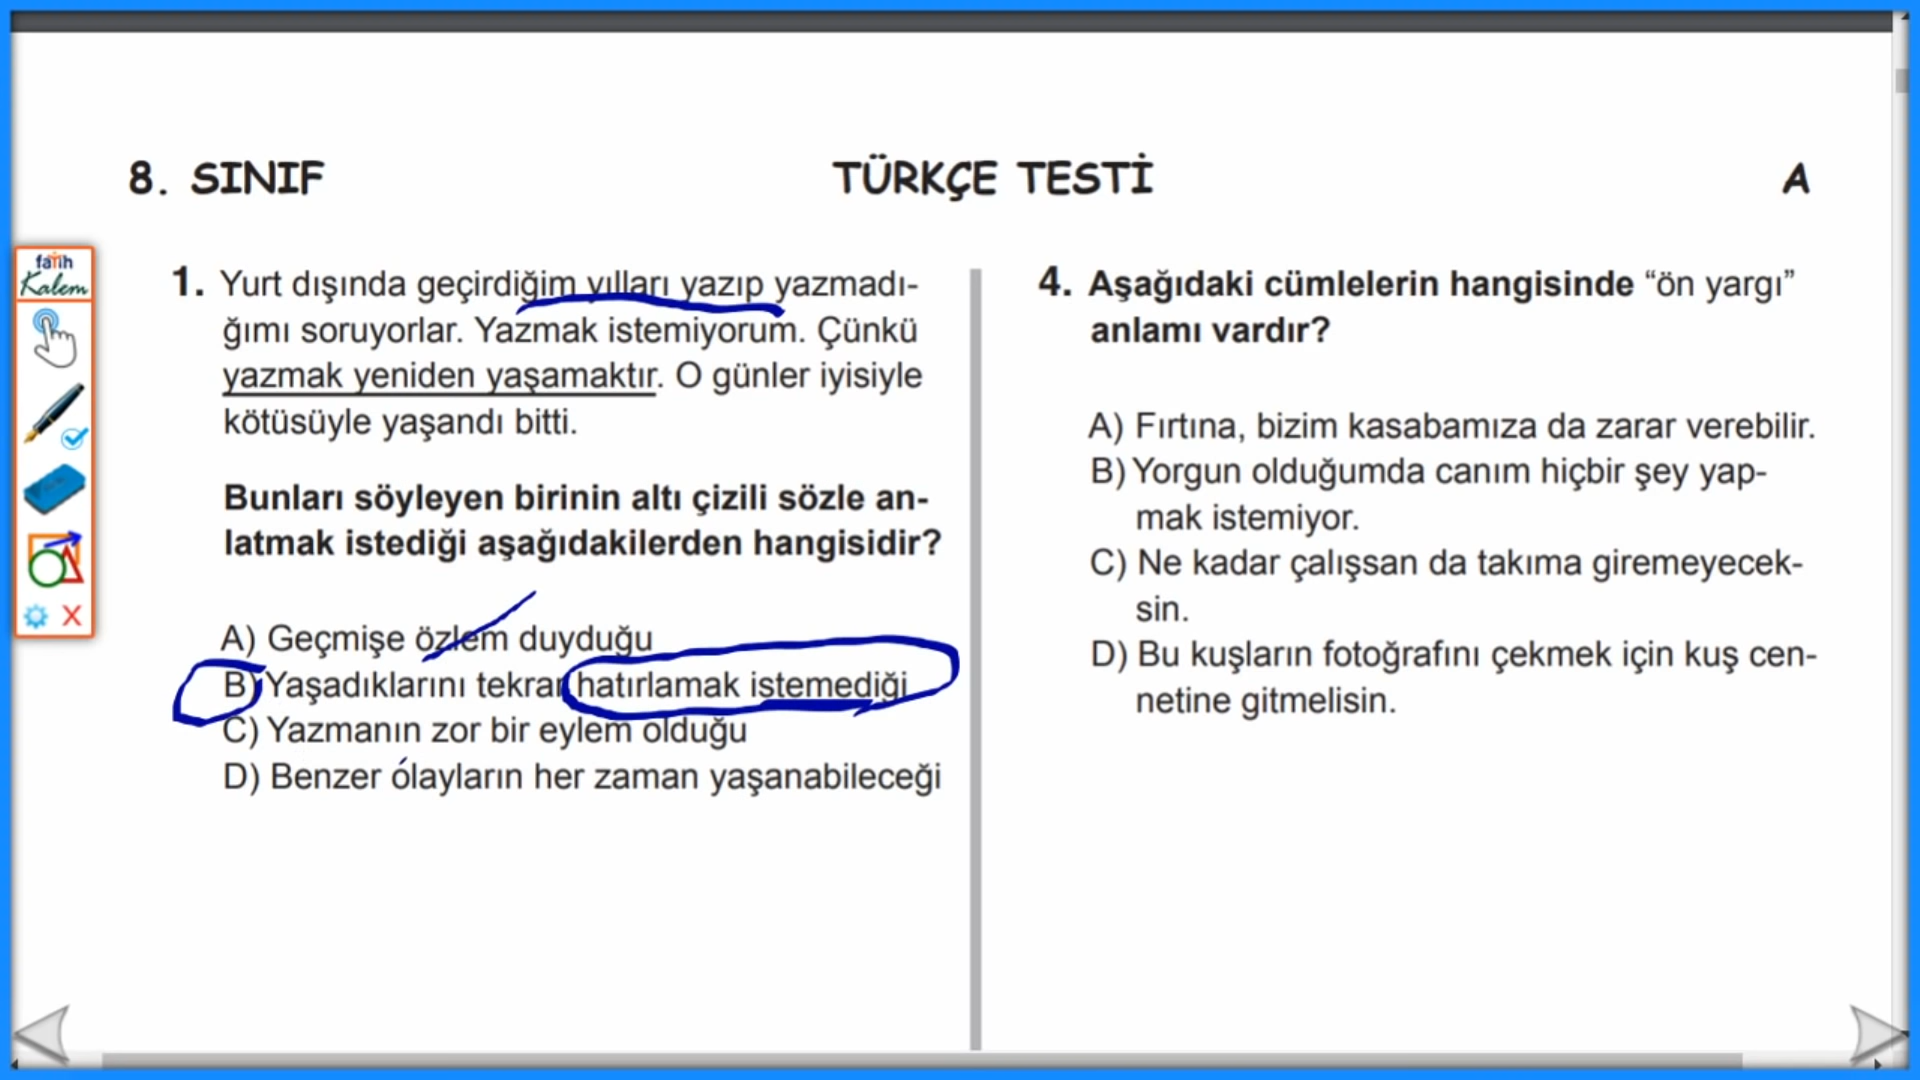 8. SINIF
TÜRKÇE TESTİ
A
fatih
Kalem
1. Yurt dışında geçirdiğim yılları yazıp yazmadı-
ğımı soruyorlar. Yazmak istemiyorum. Çünkü
yazmak yeniden yaşamaktır. O günler iyisiyle
kötüsüyle yaşandı bitti.
Bunları söyleyen birinin altı çizili sözle an-
latmak istediği aşağıdakilerden hangisidir?
A) Geçmişe özlem duyduğu
B) Yaşadıklarını tekrar hatırlamak istemediği
C) Yazmanın zor bir eylem olduğu
D) Benzer olayların her zaman yaşanabileceği
4. Aşağıdaki cümlelerin hangisinde “ön yargı”
anlamı vardır?
A) Fırtına, bizim kasabamıza da zarar verebilir.
B) Yorgun olduğumda canım hiçbir şey yap-
mak istemiyor.
C) Ne kadar çalışsan da takıma giremeyecek-
sin.
D) Bu kuşların fotoğrafını çekmek için kuş cen-
netine gitmelisin.